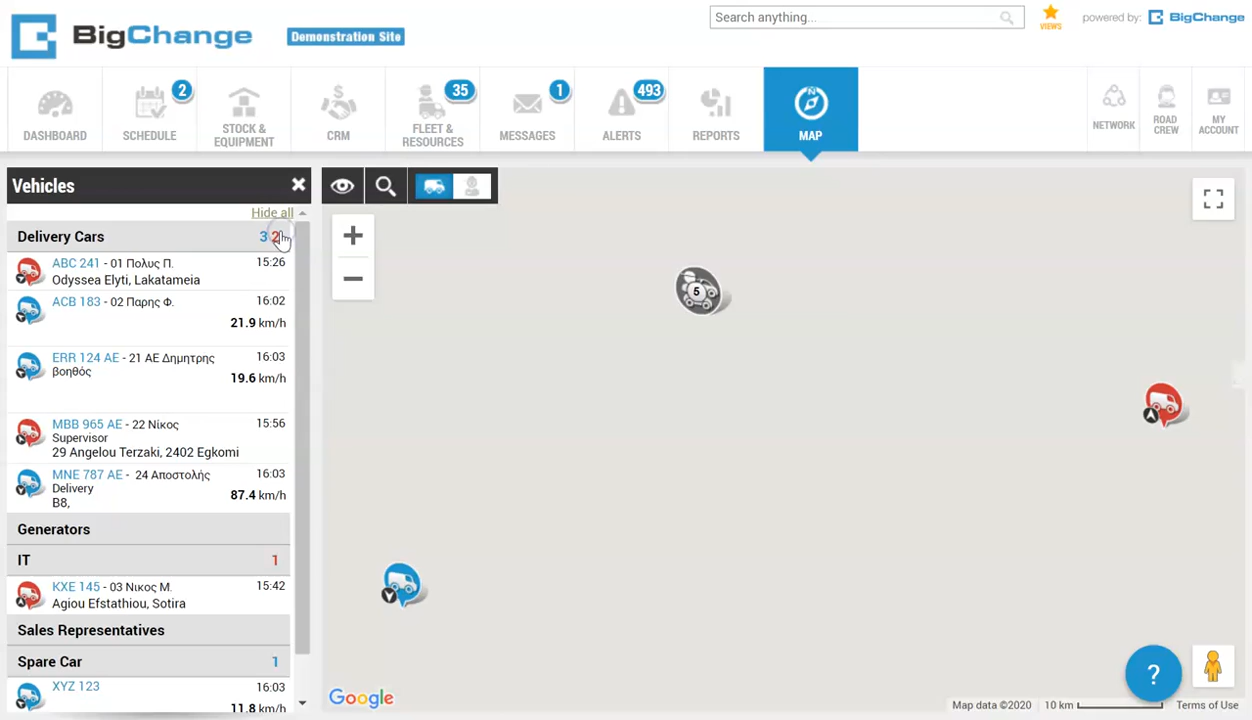 BigChange
Demonstration Site
Search anything...
VIEWS
powered by: BigChange
DASHBOARD
SCHEDULE
2
STOCK &
EQUIPMENT
CRM
FLEET &
RESOURCES
35
MESSAGES
1
ALERTS
493
REPORTS
MAP
NETWORK
ROAD
CREW
MY
ACCOUNT
Vehicles
Hide all
Delivery Cars 3 2
ABC 241 - 01 Πολυς Π. 15:26
Odyssea Elyti, Lakatameia
ACB 183 - 02 Παρης Φ. 16:02
21.9 km/h
ERR 124 AE - 21 ΑΕ Δημητρης 16:03
βοηθός
19.6 km/h
MBB 965 AE - 22 Νίκος 15:56
Supervisor
29 Angelou Terzaki, 2402 Egkomi
MNE 787 AE - 24 Αποστολής 16:03
Delivery
87.4 km/h
B8,
Generators
IT 1
KXE 145 - 03 Νικος Μ. 15:42
Agiou Efstathiou, Sotira
Sales Representatives
Spare Car 1
XYZ 123 16:03
11.8 km/h
N
5
?
Google
Map data ©2020 10 km Terms of Use